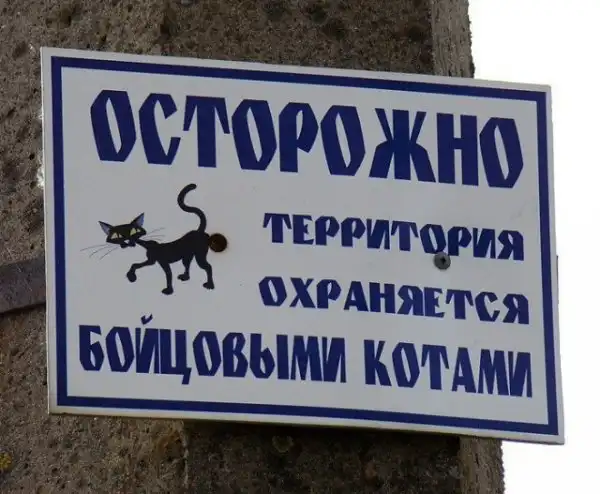 ОСТОРОЖНО
ТЕРРИТОРИЯ
ОХРАНЯЕТСЯ
БОЙЦОВЫМИ КОТАМИ